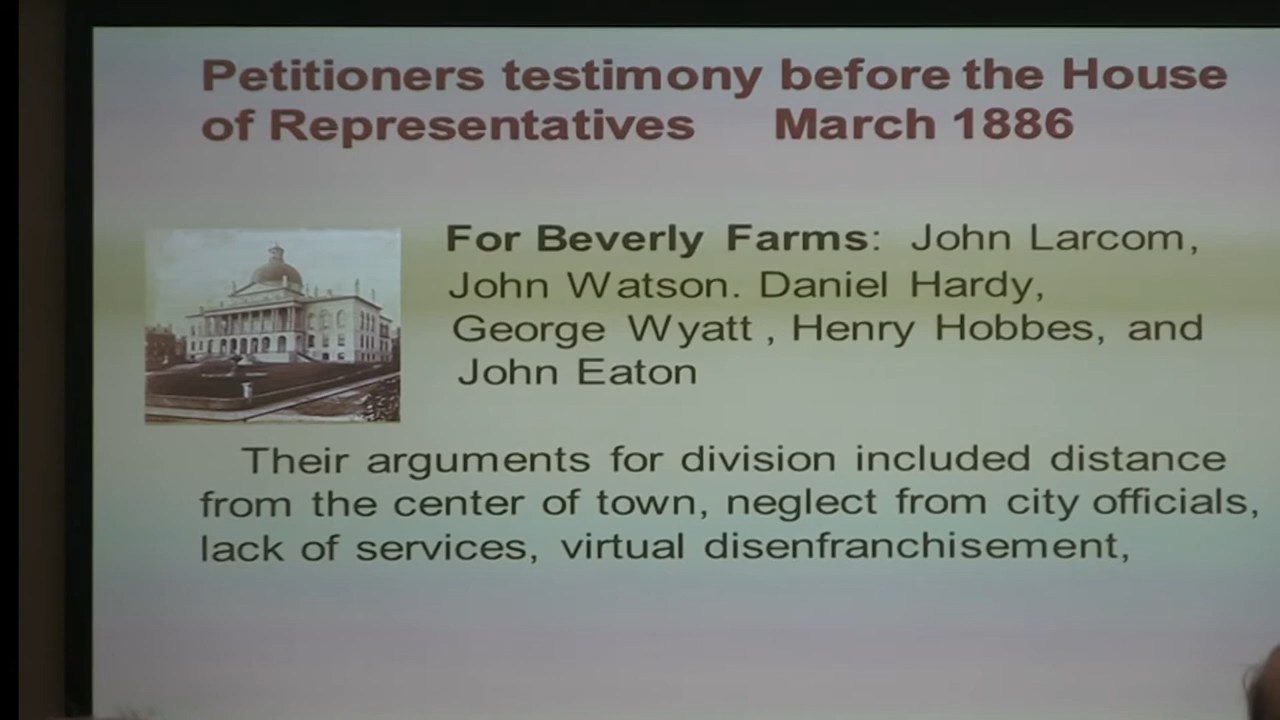 Petitioners testimony before the House
of Representatives March 1886
For Beverly Farms: John Larcom,
John Watson. Daniel Hardy,
George Wyatt , Henry Hobbes, and
John Eaton
Their arguments for division included distance
from the center of town, neglect from city officials,
lack of services, virtual disenfranchisement,